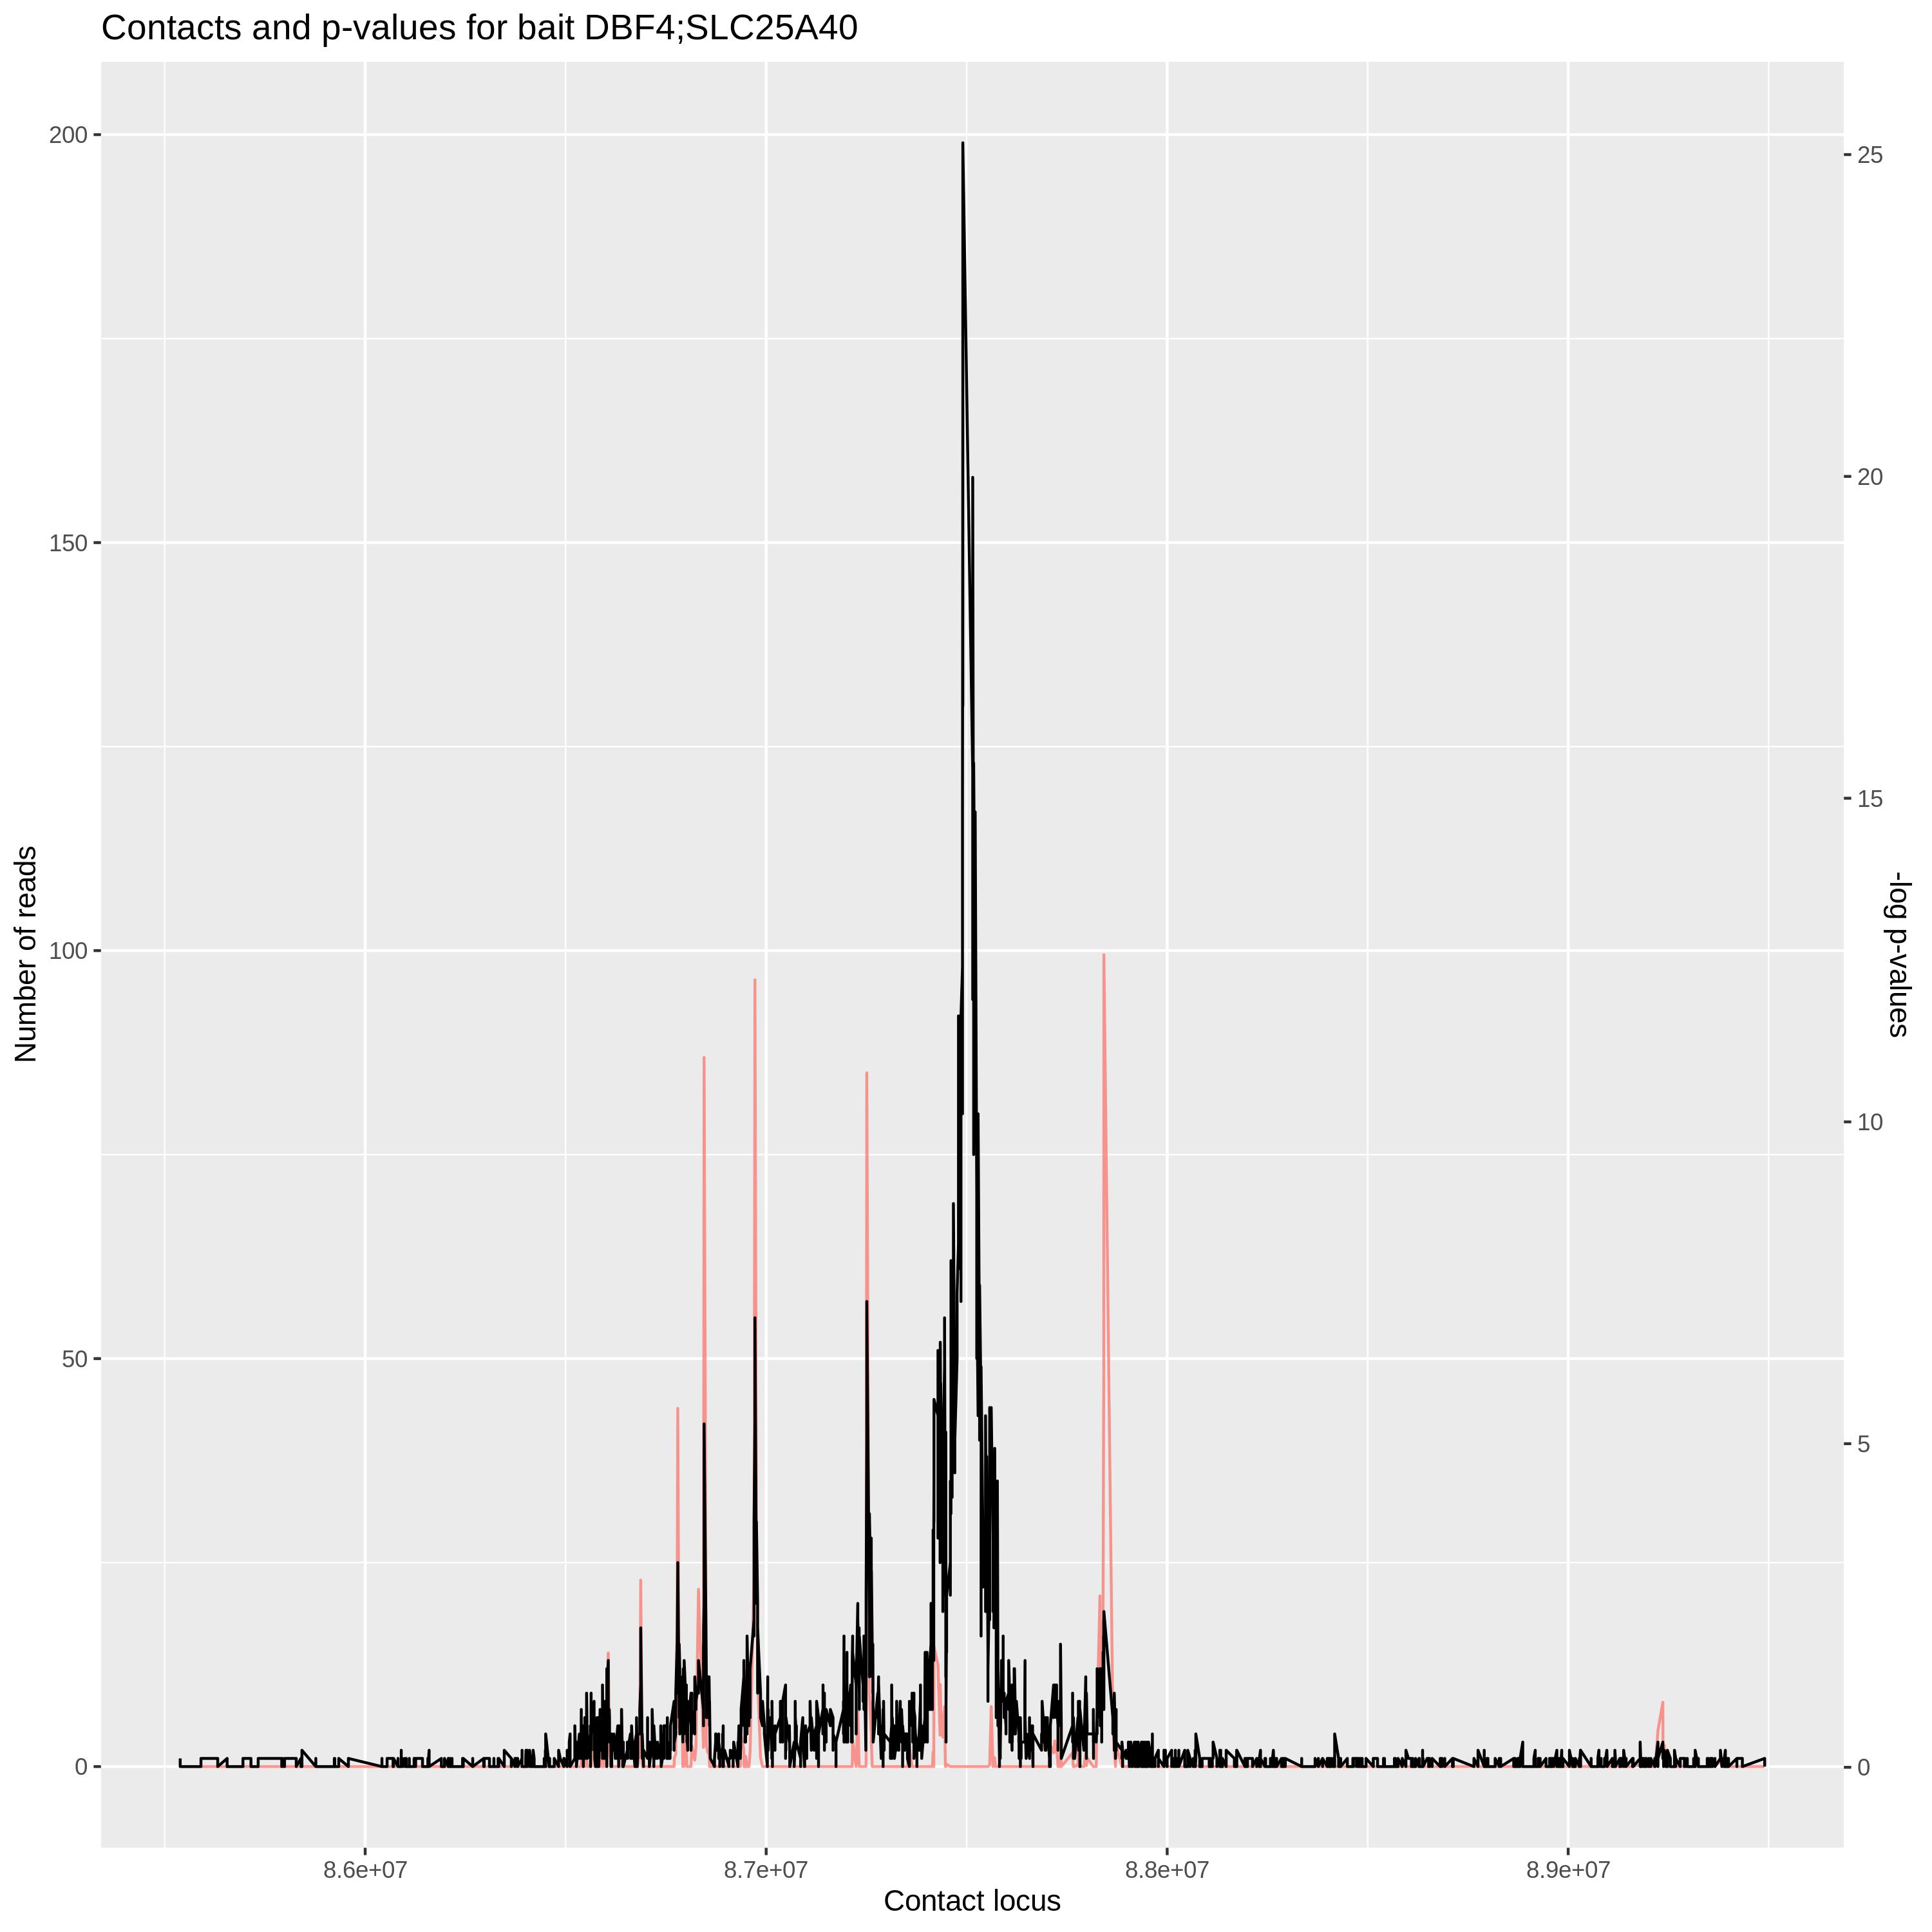 Contacts and p-values for bait DBF4;SLC25A40
200
150
100
50
0
Number of reads
25
20
15
10
5
0
-log p-values
8.6e+07
8.7e+07
8.8e+07
8.9e+07
Contact locus